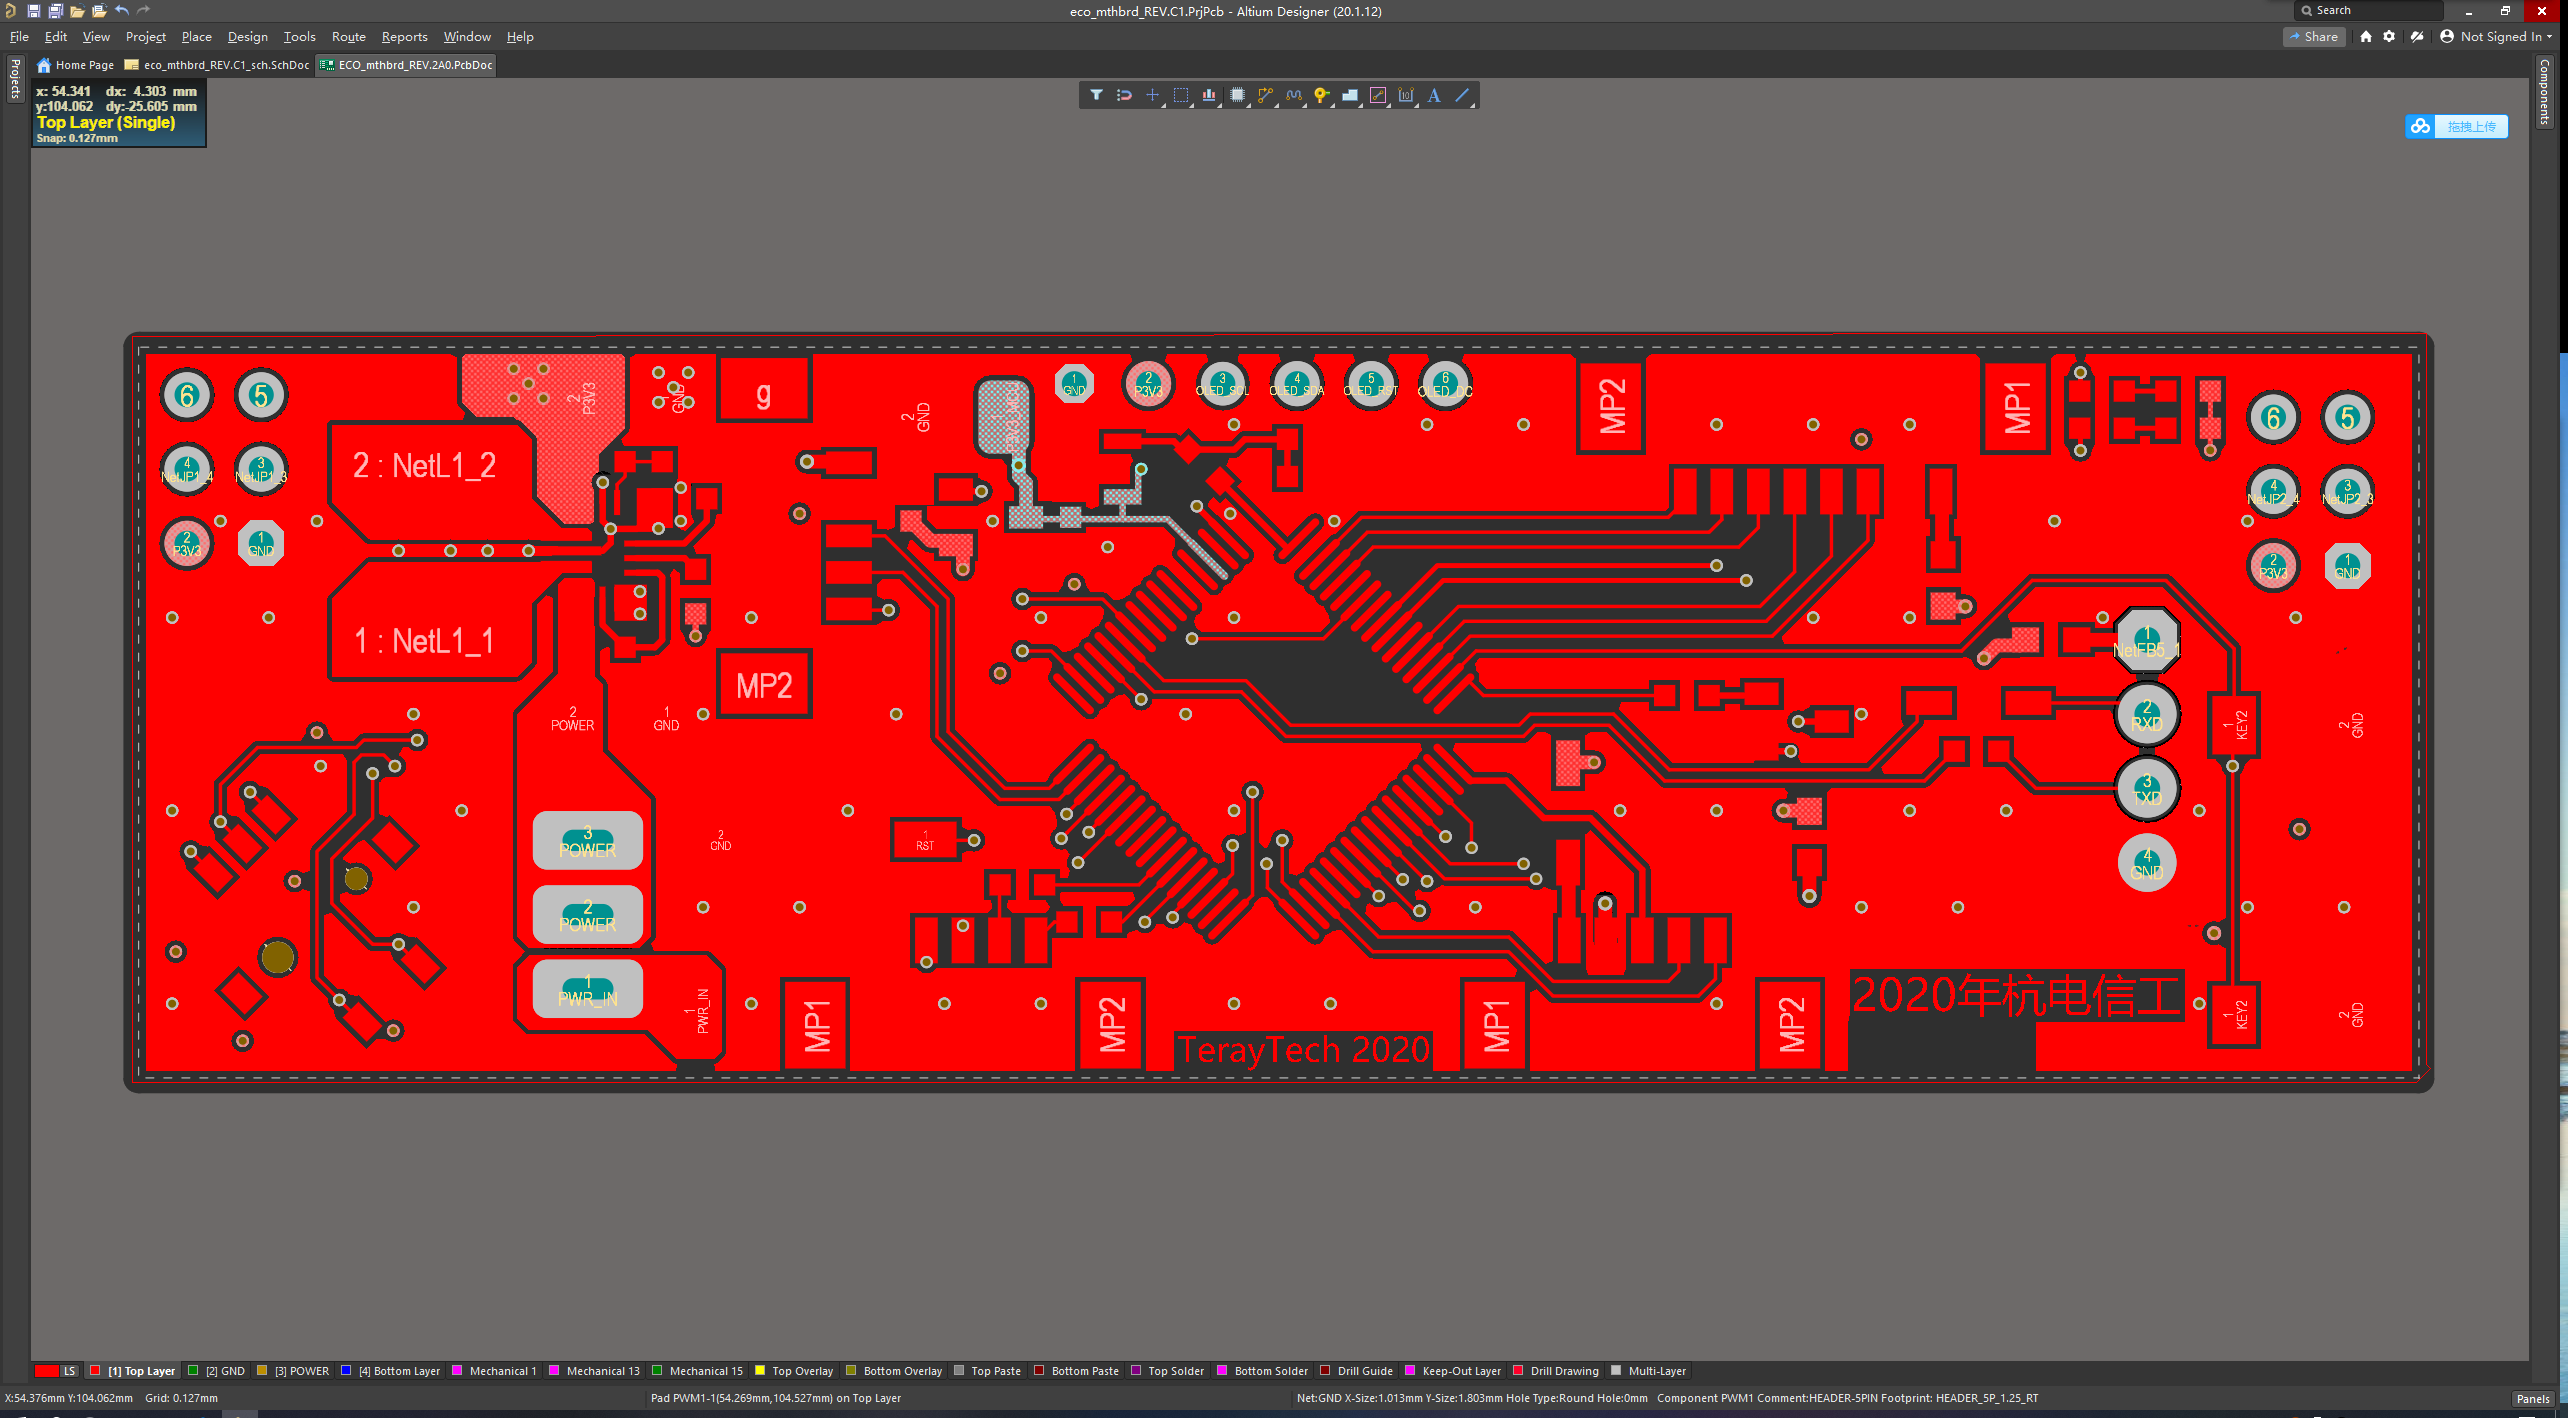 eco_mthbrd_REV.C1.PrjPcb - Altium Designer (20.1.12)
Search
File Edit View Project Place Design Tools Route Reports Window Help
Share
Not Signed In
Projects
Home Page
eco_mthbrd_REV.C1_sch.SchDoc
ECO_mthbrd_REV.2A0.PcbDoc
Components
x: 54.341 dx: 4.303 mm
y:104.062 dy:-25.605 mm
Top Layer (Single)
Snap: 0.127mm
拖拽上传
6
5
4
NetJP1_4
3
NetJP1_3
2
P3V3
1
GND
2 : NetL1_2
1 : NetL1_1
2
P3V3
1
GND
g
2
GND
1
GND
2
P3V3
3
OLED_SCL
4
OLED_SDA
5
OLED_RST
6
OLED_DC
MP2
MP1
6
5
4
NetJP2_4
3
NetJP2_3
2
P3V3
1
GND
MP2
2
POWER
1
GND
1
NetFB5_1
2
RXD
3
TXD
4
GND
1
KEY2
2
GND
3
POWER
2
POWER
1
PWR_IN
2
GND
1
RST
1
PWR_IN
MP1
MP2
TerayTech 2020
MP1
MP2
2020年杭电信工
1
KEY2
2
GND
LS
[1] Top Layer
[2] GND
[3] POWER
[4] Bottom Layer
Mechanical 1
Mechanical 13
Mechanical 15
Top Overlay
Bottom Overlay
Top Paste
Bottom Paste
Top Solder
Bottom Solder
Drill Guide
Keep-Out Layer
Drill Drawing
Multi-Layer
X:54.376mm Y:104.062mm Grid: 0.127mm
Pad PWM1-1(54.269mm,104.527mm) on Top Layer
Net:GND X-Size:1.013mm Y-Size:1.803mm Hole Type:Round Hole:0mm Component PWM1 Comment:HEADER-5PIN Footprint: HEADER_5P_1.25_RT
Panels